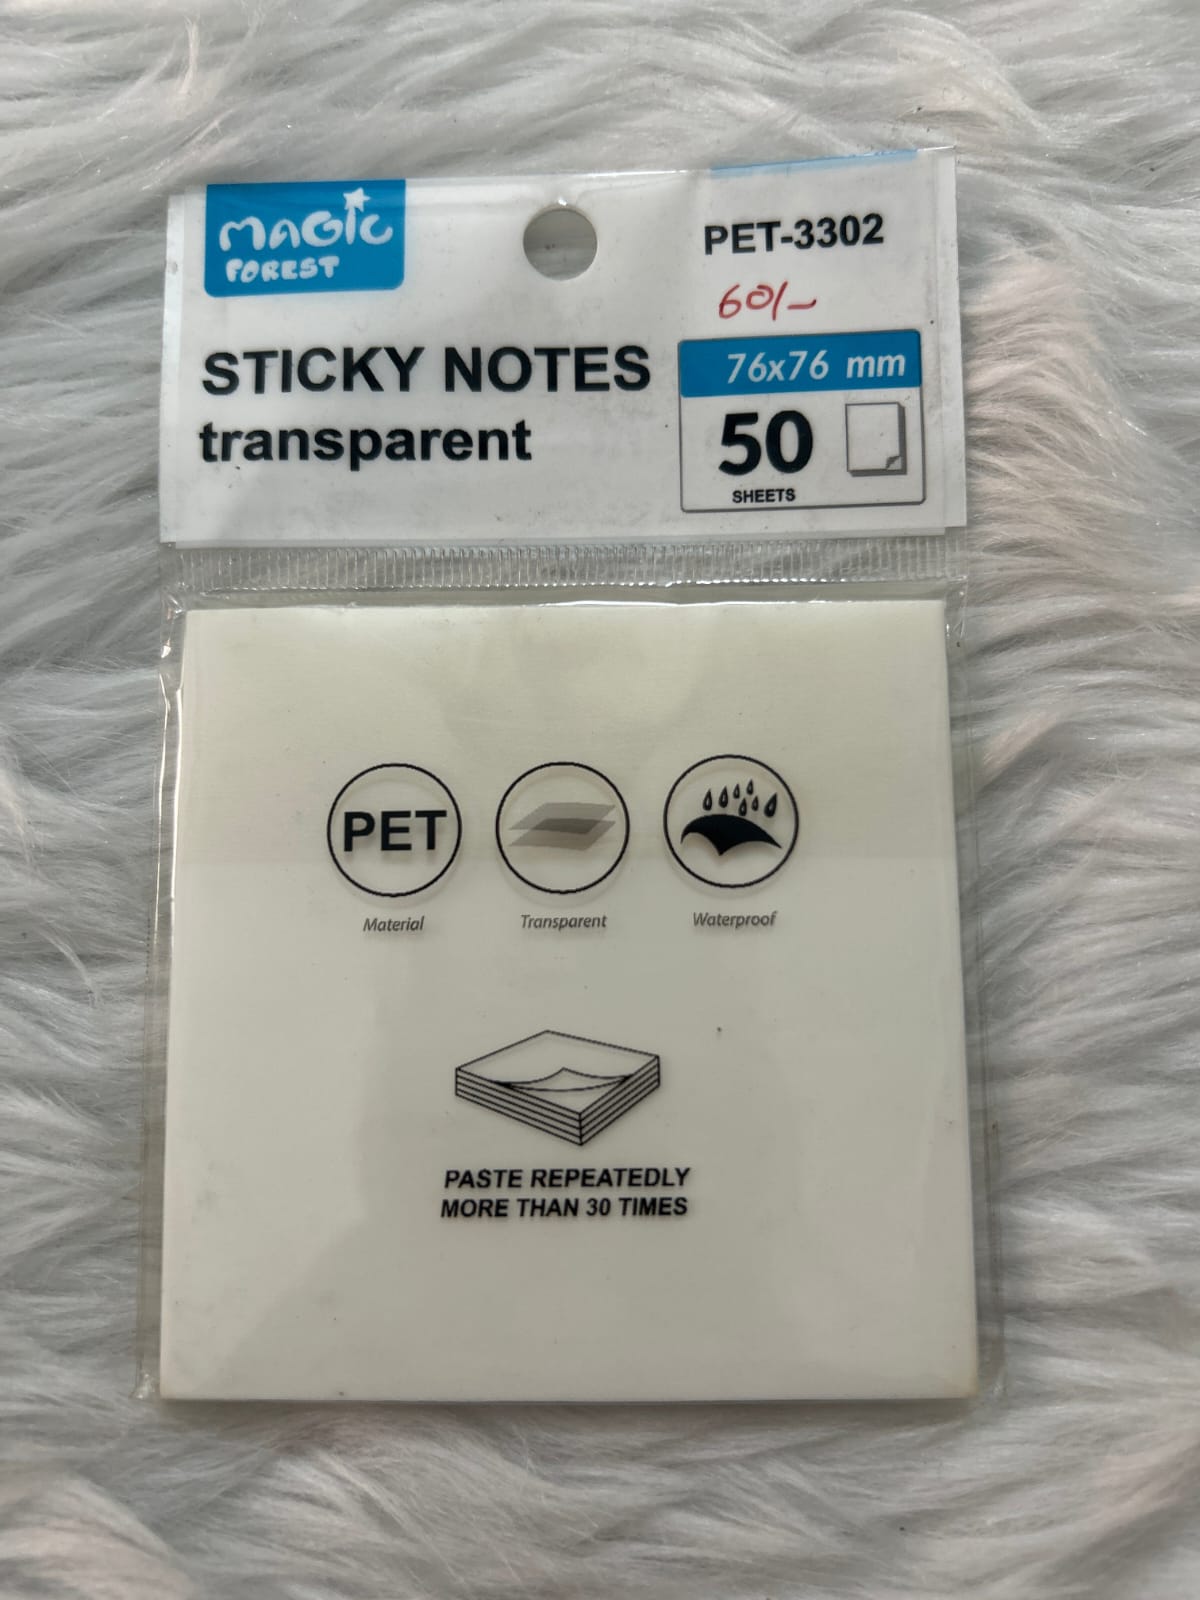 MAGIC
FOREST
PET-3302
60/-
STICKY NOTES
transparent
76x76 mm
50
SHEETS
PET
Material
Transparent
Waterproof
PASTE REPEATEDLY
MORE THAN 30 TIMES